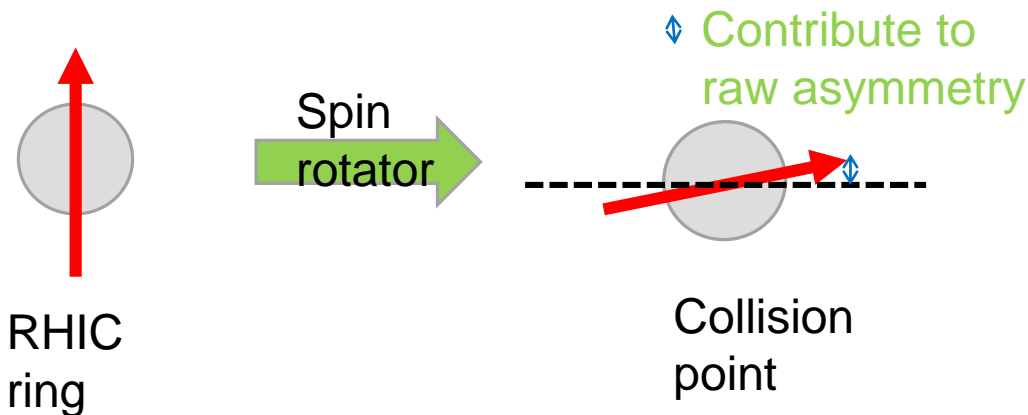 Contribute to
raw asymmetry
Spin
rotator
RHIC
ring
Collision
point